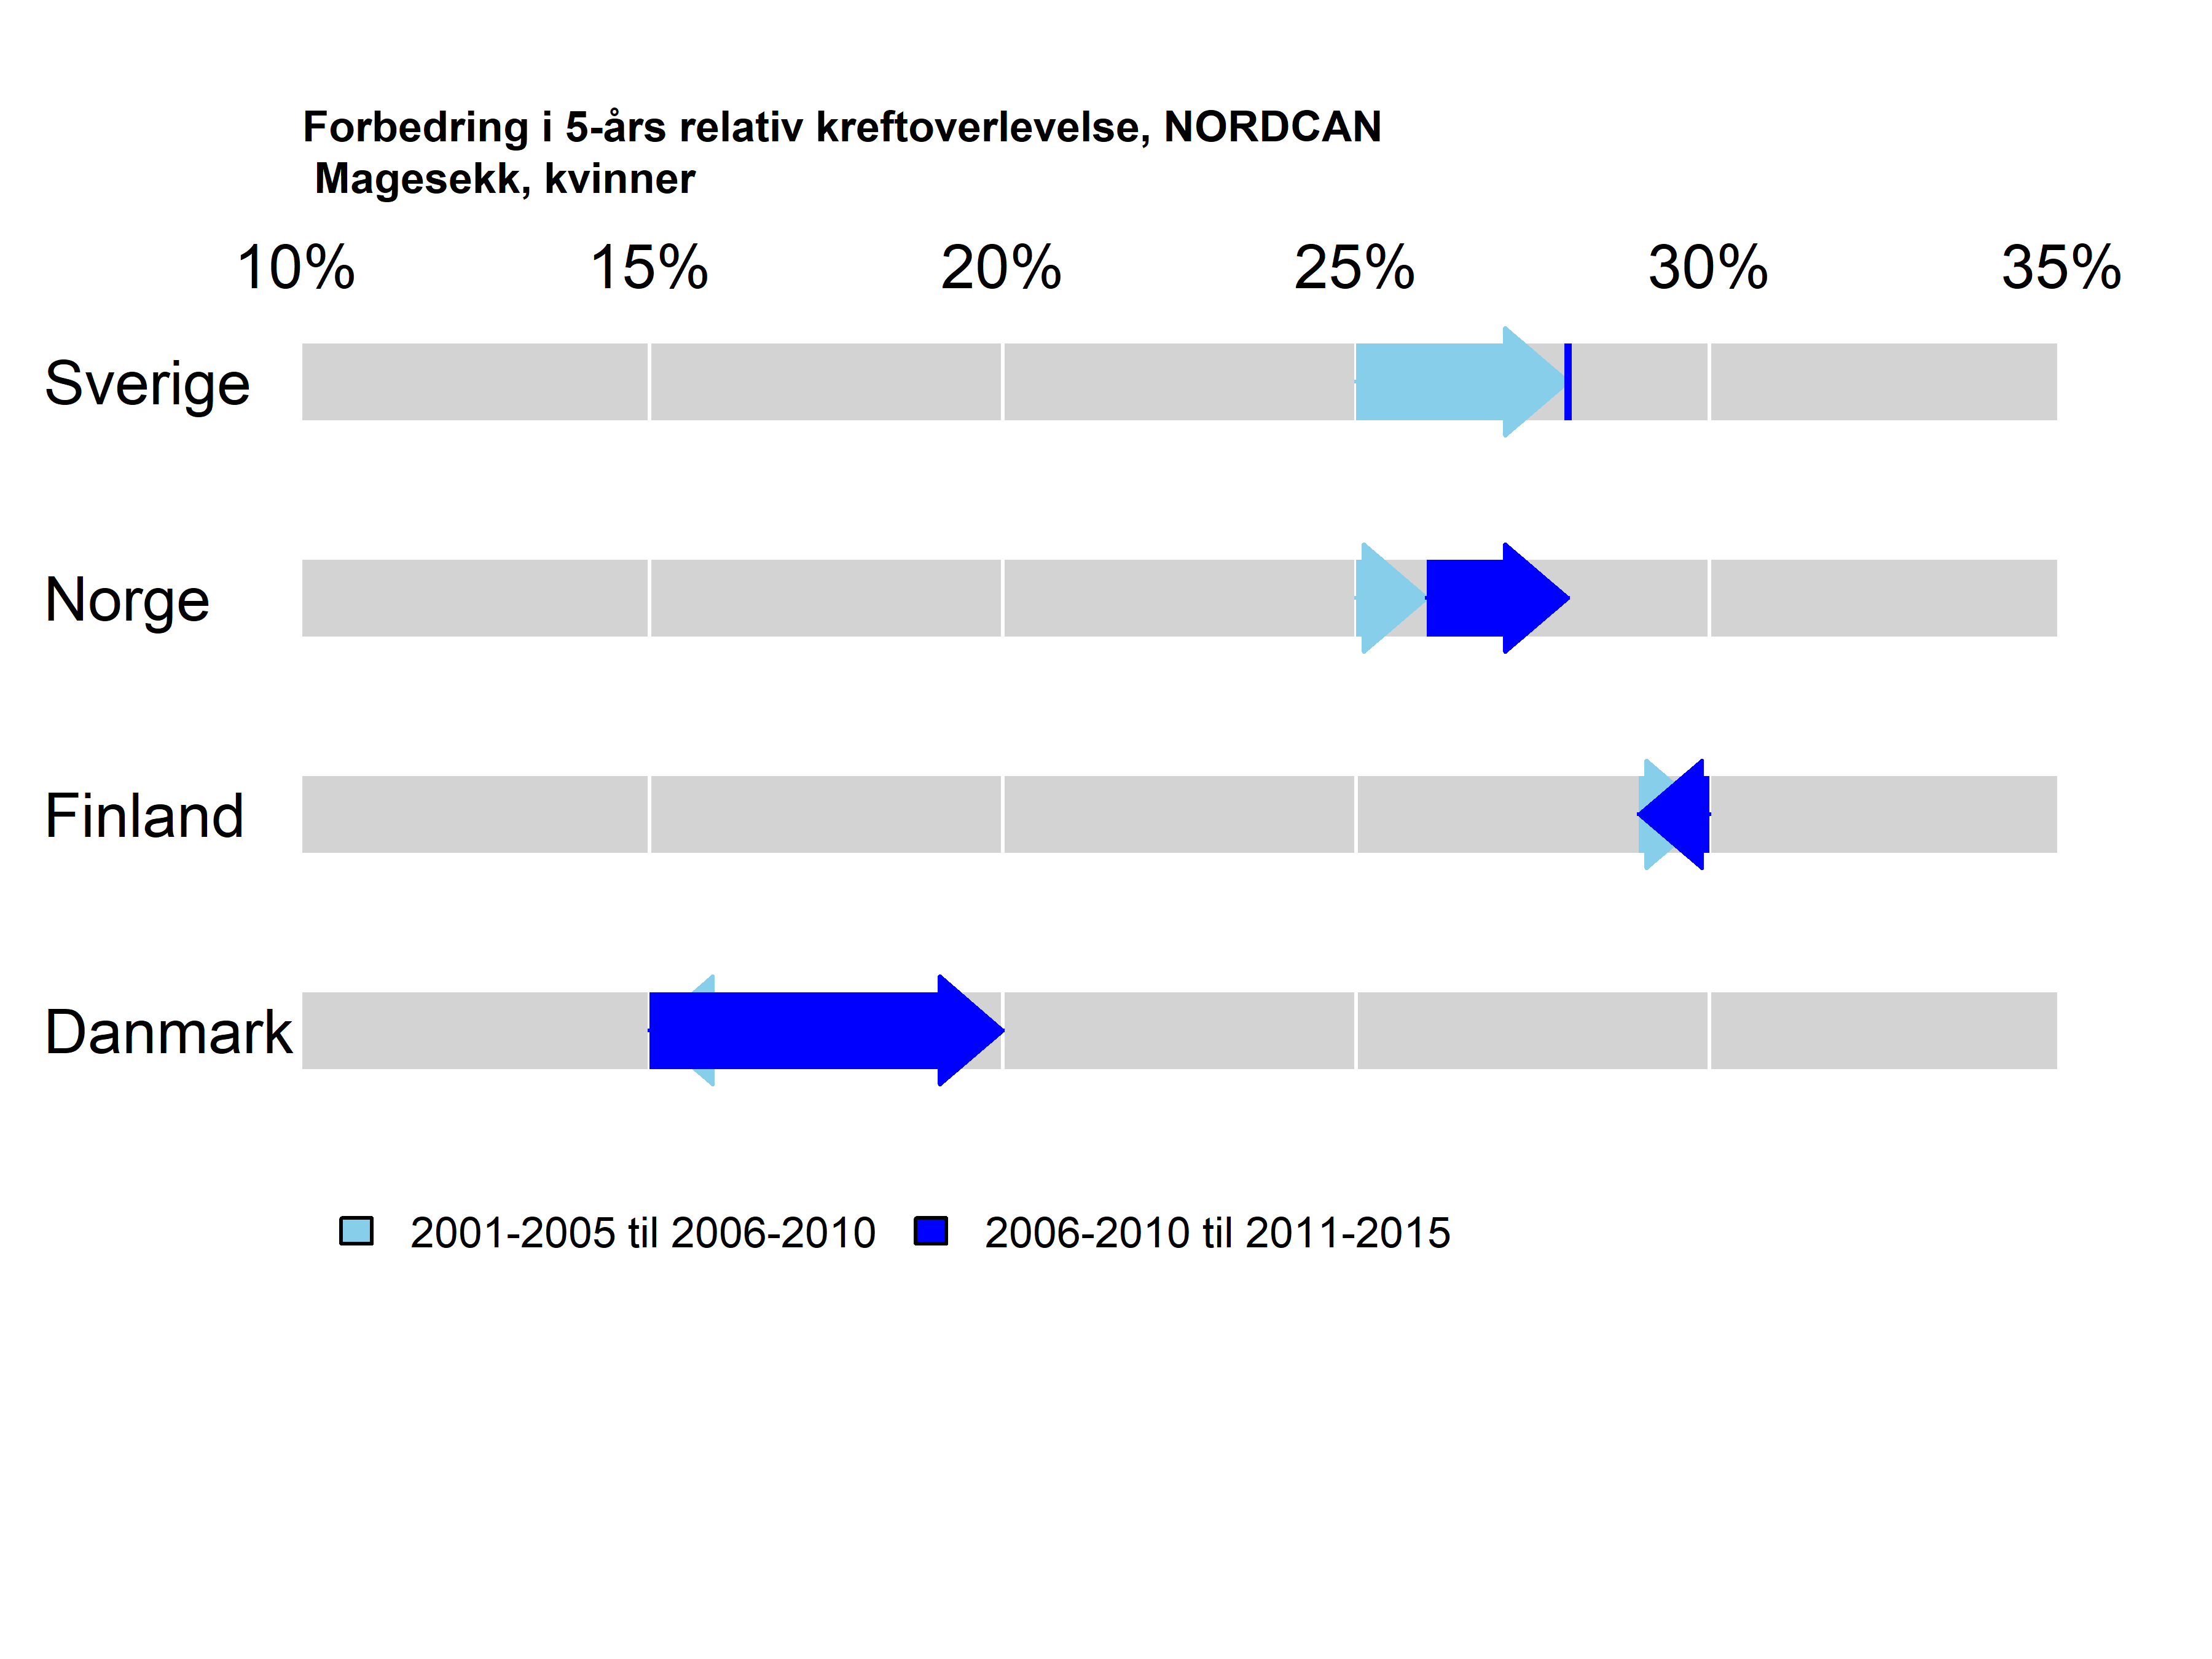 Forbedring i 5-års relativ kreftoverlevelse, NORDCAN
Magesekk, kvinner
10% 15% 20% 25% 30% 35%
Sverige
Norge
Finland
Danmark
2001-2005 til 2006-2010 2006-2010 til 2011-2015